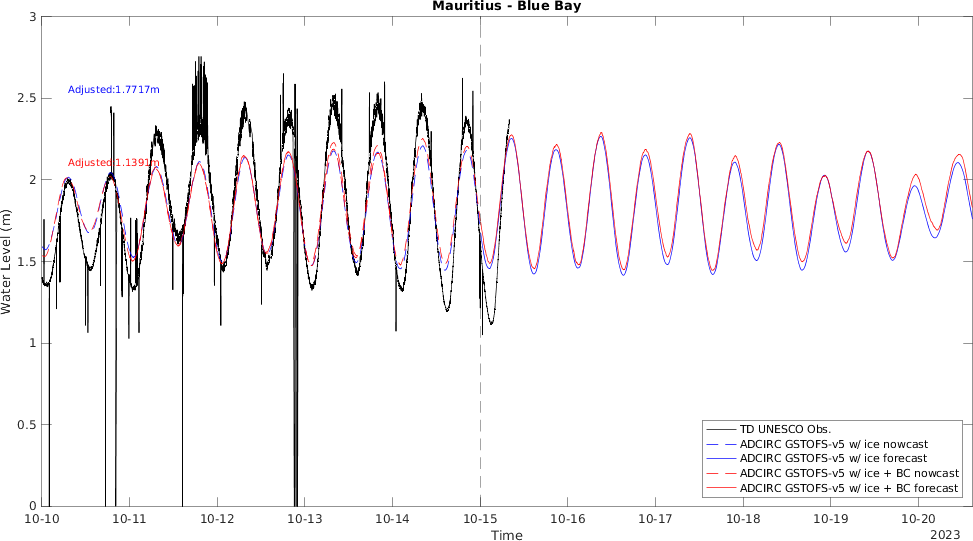 Mauritius - Blue Bay
3
2.5
2
1.5
1
0.5
0
Water Level (m)
Adjusted:1.7717m
Adjusted:1.1391m
TD UNESCO Obs.
ADCIRC GSTOFS-v5 w/ ice nowcast
ADCIRC GSTOFS-v5 w/ ice forecast
ADCIRC GSTOFS-v5 w/ ice + BC nowcast
ADCIRC GSTOFS-v5 w/ ice + BC forecast
10-10 10-11 10-12 10-13 10-14 10-15 10-16 10-17 10-18 10-19 10-20
Time
2023